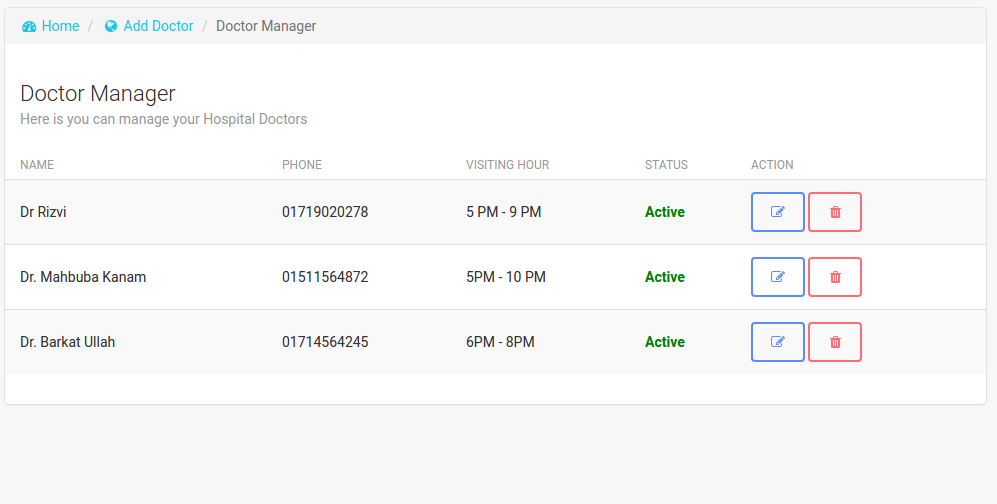 Home / Add Doctor / Doctor Manager
Doctor Manager
Here is you can manage your Hospital Doctors
NAME PHONE VISITING HOUR STATUS ACTION
Dr Rizvi 01719020278 5 PM - 9 PM Active
Dr. Mahbuba Kanam 01511564872 5PM - 10 PM Active
Dr. Barkat Ullah 01714564245 6PM - 8PM Active